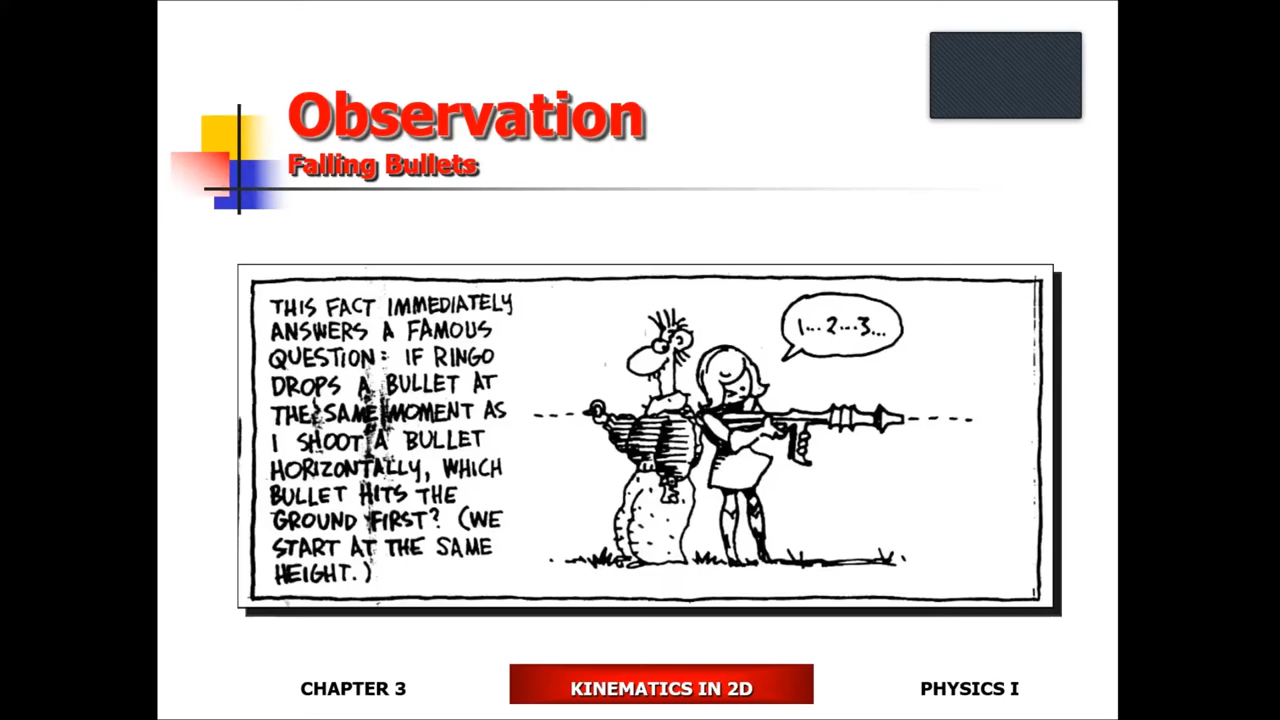 Observation
Falling Bullets
THIS FACT IMMEDIATELY
ANSWERS A FAMOUS
QUESTION: IF RINGO
DROPS A BULLET AT
THE SAME MOMENT AS
I SHOOT A BULLET
HORIZONTALLY, WHICH
BULLET HITS THE
GROUND FIRST? (WE
START AT THE SAME
HEIGHT.)
1...2...3...
CHAPTER 3
KINEMATICS IN 2D
PHYSICS I